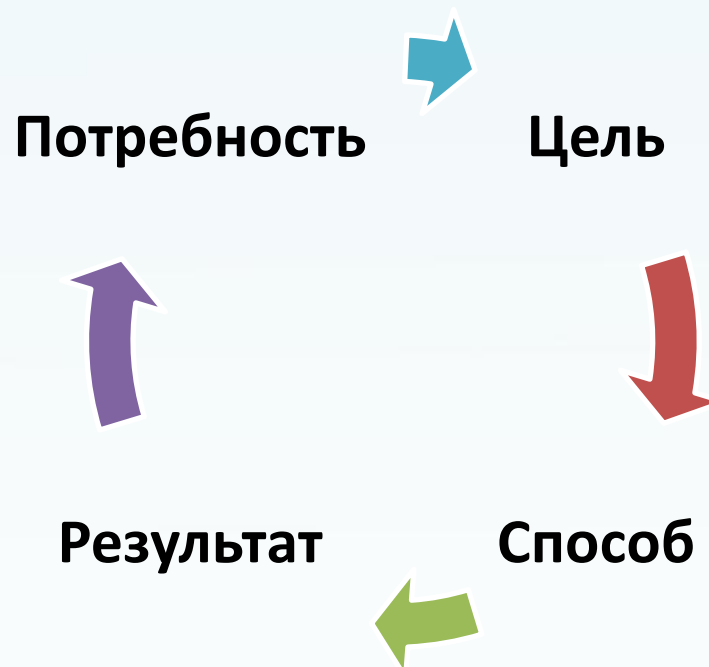 Потребность
Цель
Результат
Способ